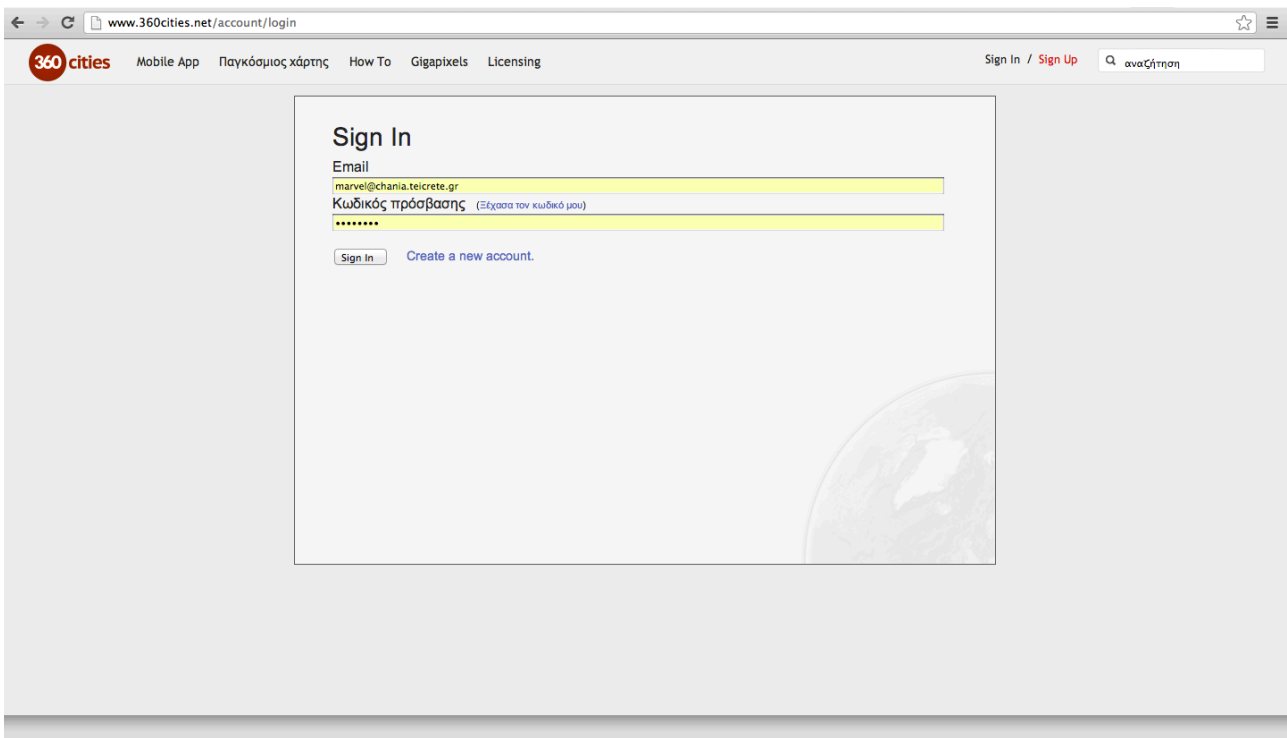 www.360cities.net/account/login
360 cities Mobile App Παγκόσμιος χάρτης How To Gigapixels Licensing Sign In / Sign Up αναζήτηση
Sign In
Email
marvel@chania.teicrete.gr
Κωδικός πρόσβασης (Ξέχασα τον κωδικό μου)
••••••••
Sign In Create a new account.